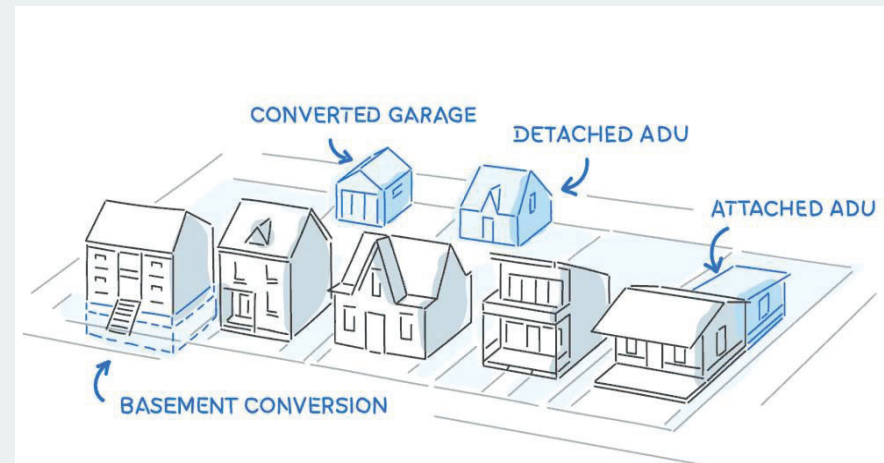 CONVERTED GARAGE
DETACHED ADU
ATTACHED ADU
BASEMENT CONVERSION